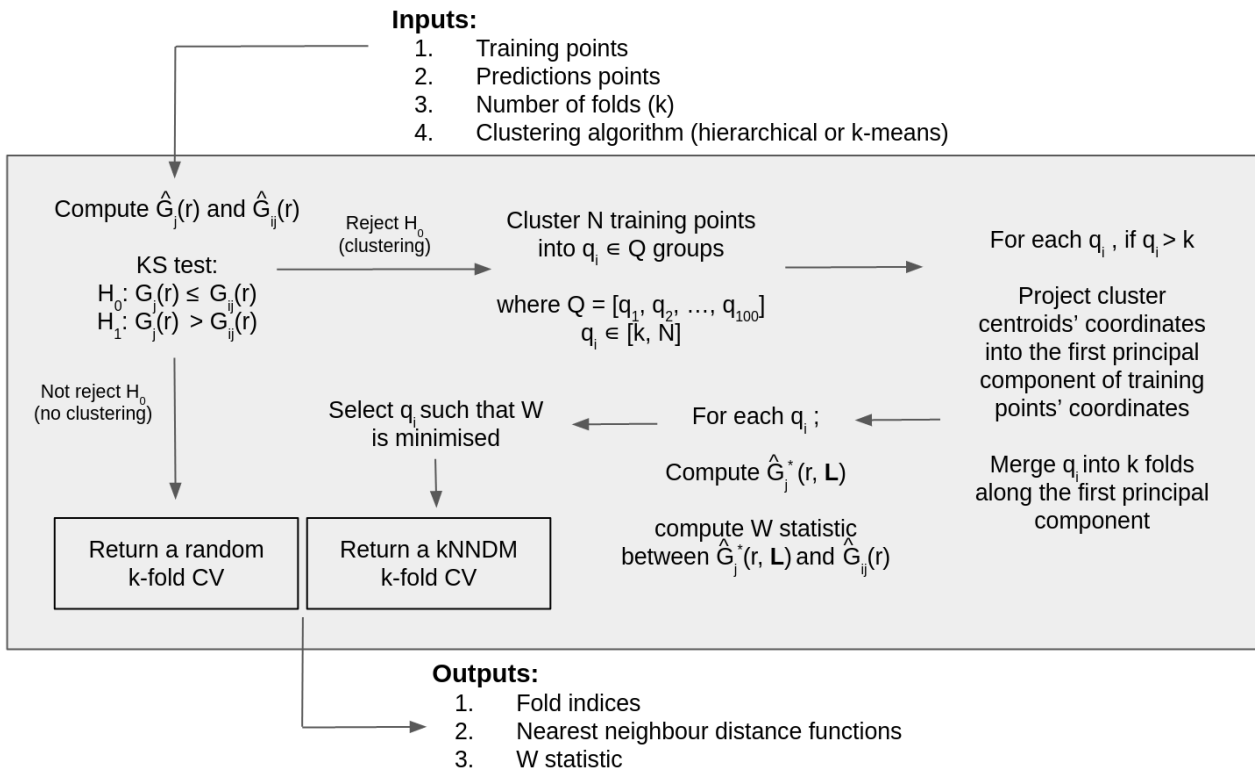 Inputs:
1. Training points
2. Predictions points
3. Number of folds (k)
4. Clustering algorithm (hierarchical or k-means)
Compute Ĝj(r) and Ĝij(r)
KS test:
H0: Gj(r) ≤ Gij(r)
H1: Gj(r) > Gij(r)
Reject H0
(clustering)
Cluster N training points
into qi ∈ Q groups
where Q = [q1, q2, …, q100]
qi ∈ [k, N]
For each qi , if qi > k
Project cluster
centroids’ coordinates
into the first principal
component of training
points’ coordinates
Merge qi into k folds
along the first principal
component
For each qi ;
Compute Ĝj*(r, L)
compute W statistic
between Ĝj*(r, L) and Ĝij(r)
Select qi such that W
is minimised
Not reject H0
(no clustering)
Return a random
k-fold CV
Return a kNNDM
k-fold CV
Outputs:
1. Fold indices
2. Nearest neighbour distance functions
3. W statistic